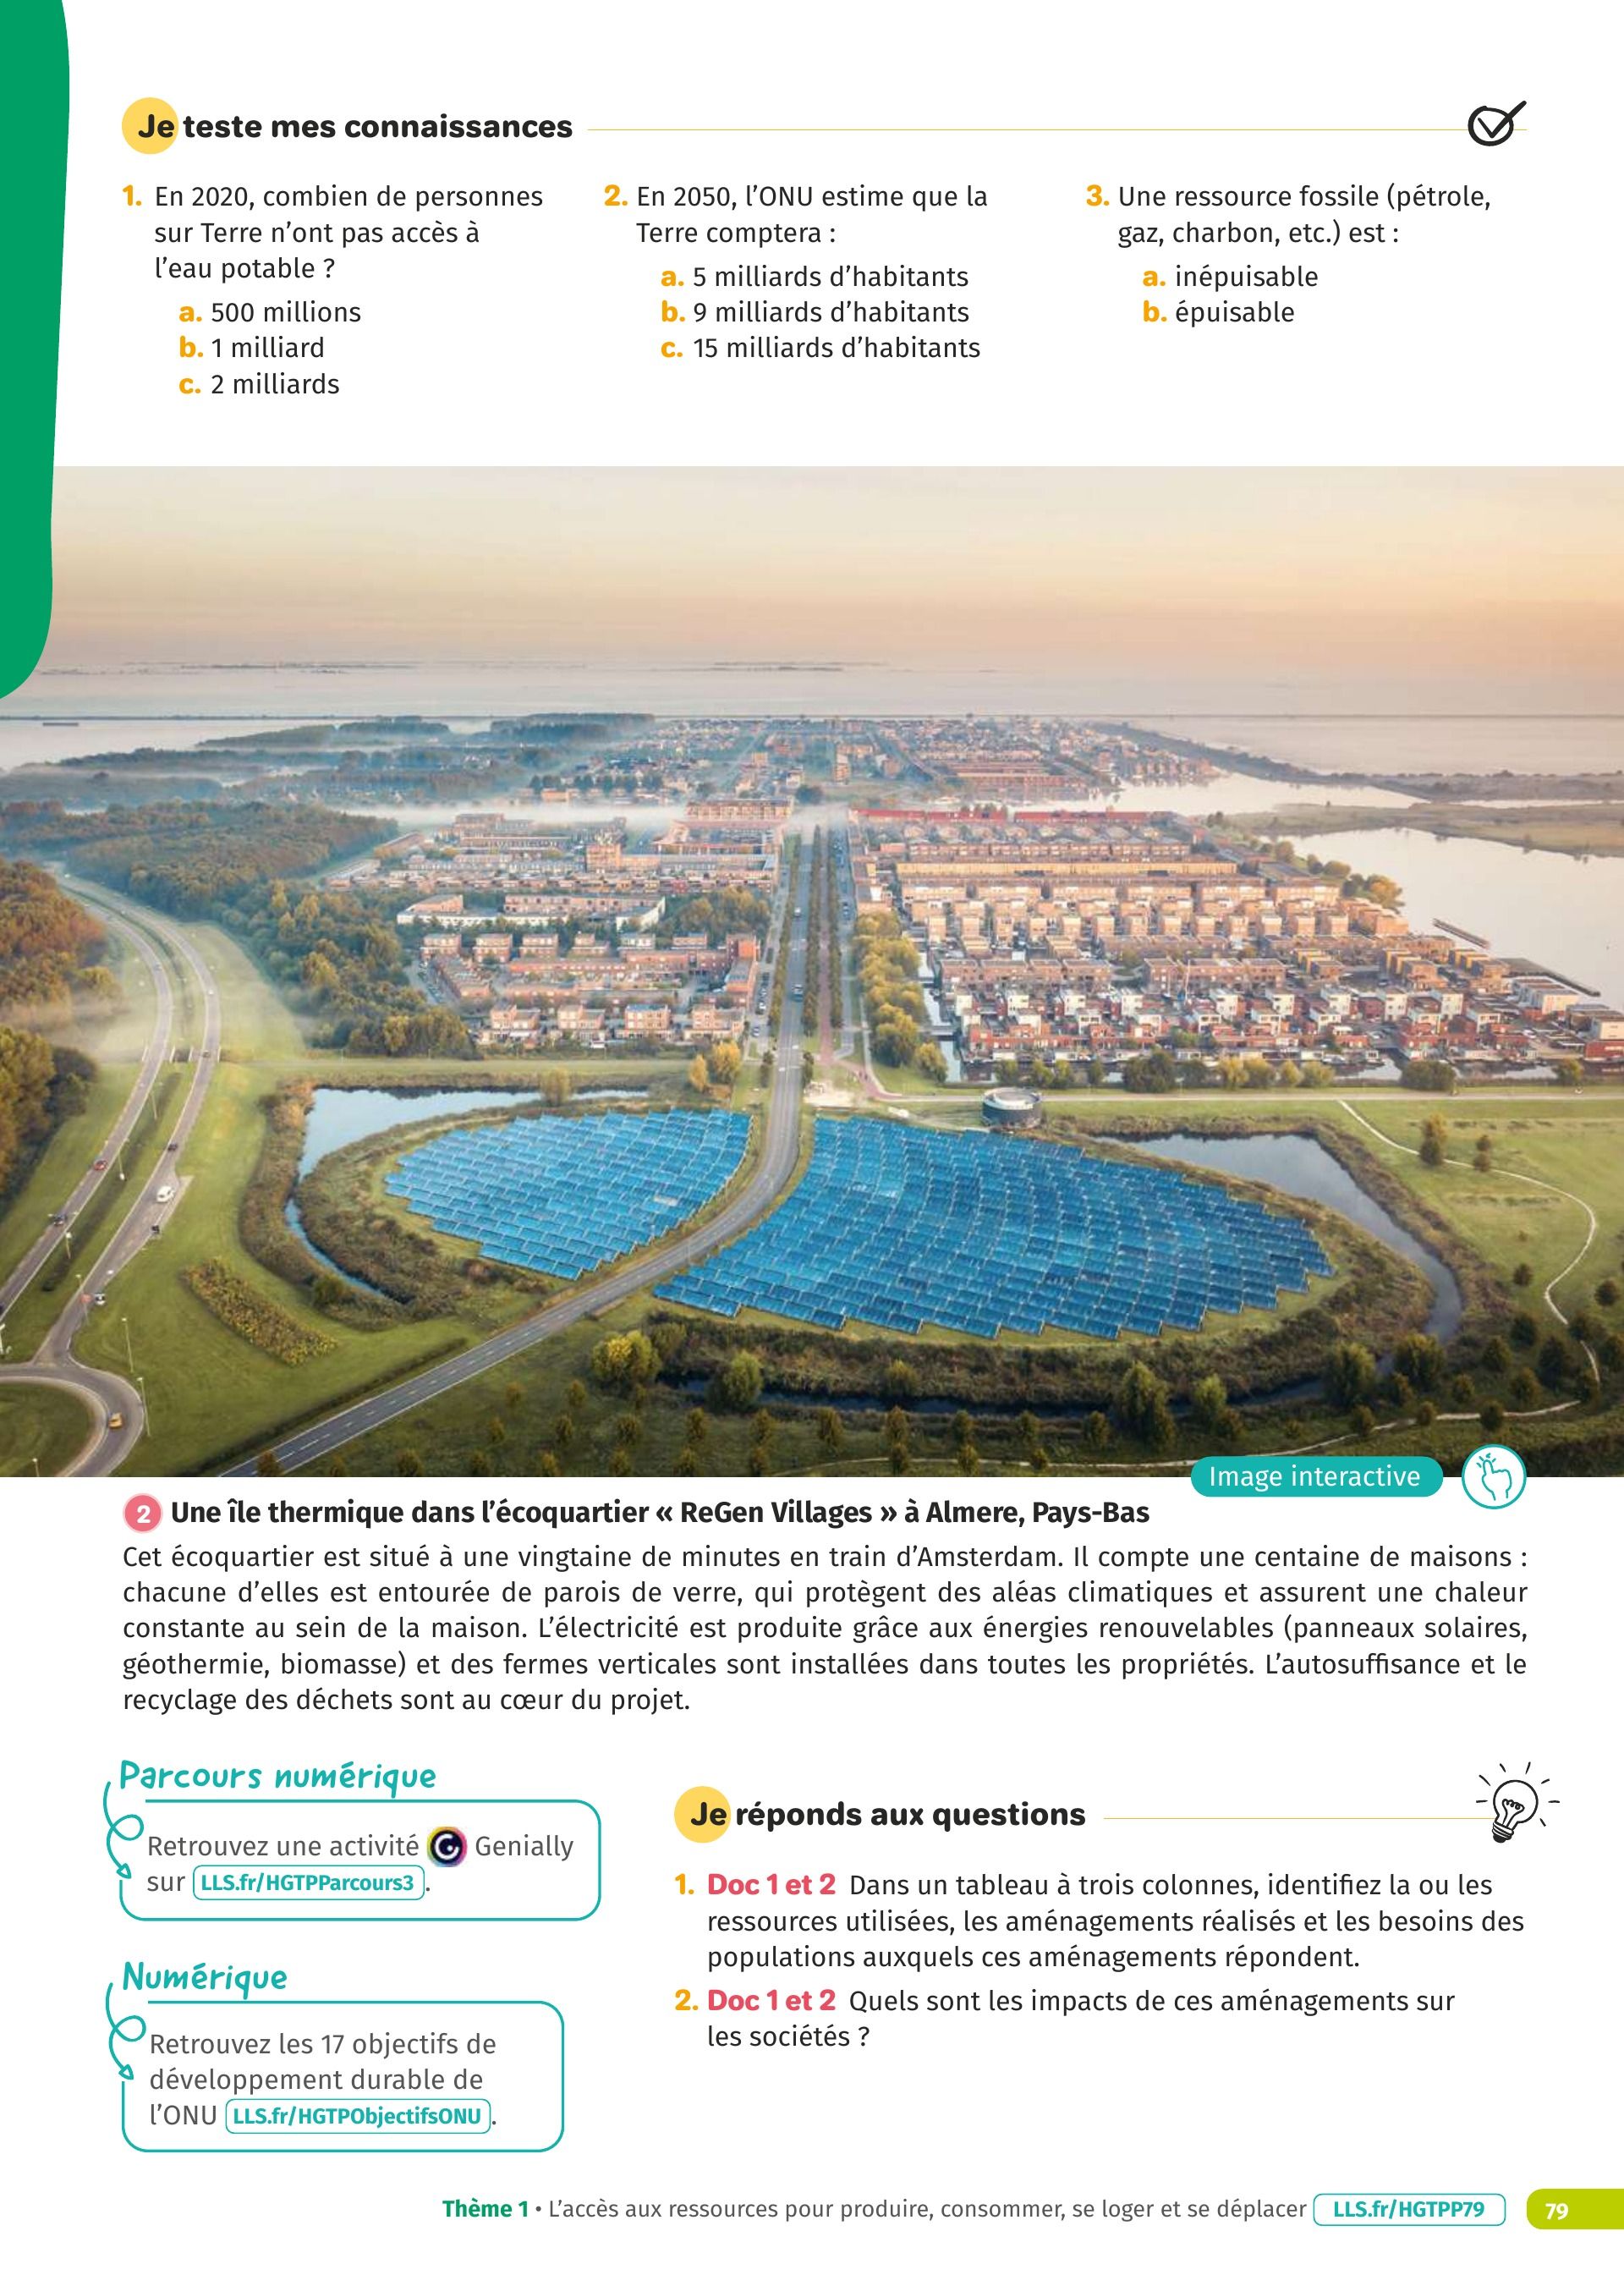 Je teste mes connaissances
1. En 2020, combien de personnes
sur Terre n’ont pas accès à
l’eau potable ?
a. 500 millions
b. 1 milliard
c. 2 milliards
2. En 2050, l’ONU estime que la
Terre comptera :
a. 5 milliards d’habitants
b. 9 milliards d’habitants
c. 15 milliards d’habitants
3. Une ressource fossile (pétrole,
gaz, charbon, etc.) est :
a. inépuisable
b. épuisable
Image interactive
2 Une île thermique dans l’écoquartier « ReGen Villages » à Almere, Pays-Bas
Cet écoquartier est situé à une vingtaine de minutes en train d’Amsterdam. Il compte une centaine de maisons :
chacune d’elles est entourée de parois de verre, qui protègent des aléas climatiques et assurent une chaleur
constante au sein de la maison. L’électricité est produite grâce aux énergies renouvelables (panneaux solaires,
géothermie, biomasse) et des fermes verticales sont installées dans toutes les propriétés. L’autosuffisance et le
recyclage des déchets sont au cœur du projet.
Parcours numérique
Retrouvez une activité Genially
sur LLS.fr/HGTPParcours3.
Numérique
Retrouvez les 17 objectifs de
développement durable de
l’ONU LLS.fr/HGTPObjectifsONU.
Je réponds aux questions
1. Doc 1 et 2 Dans un tableau à trois colonnes, identifiez la ou les
ressources utilisées, les aménagements réalisés et les besoins des
populations auxquels ces aménagements répondent.
2. Doc 1 et 2 Quels sont les impacts de ces aménagements sur
les sociétés ?
Thème 1 • L’accès aux ressources pour produire, consommer, se loger et se déplacer LLS.fr/HGTPP79 79